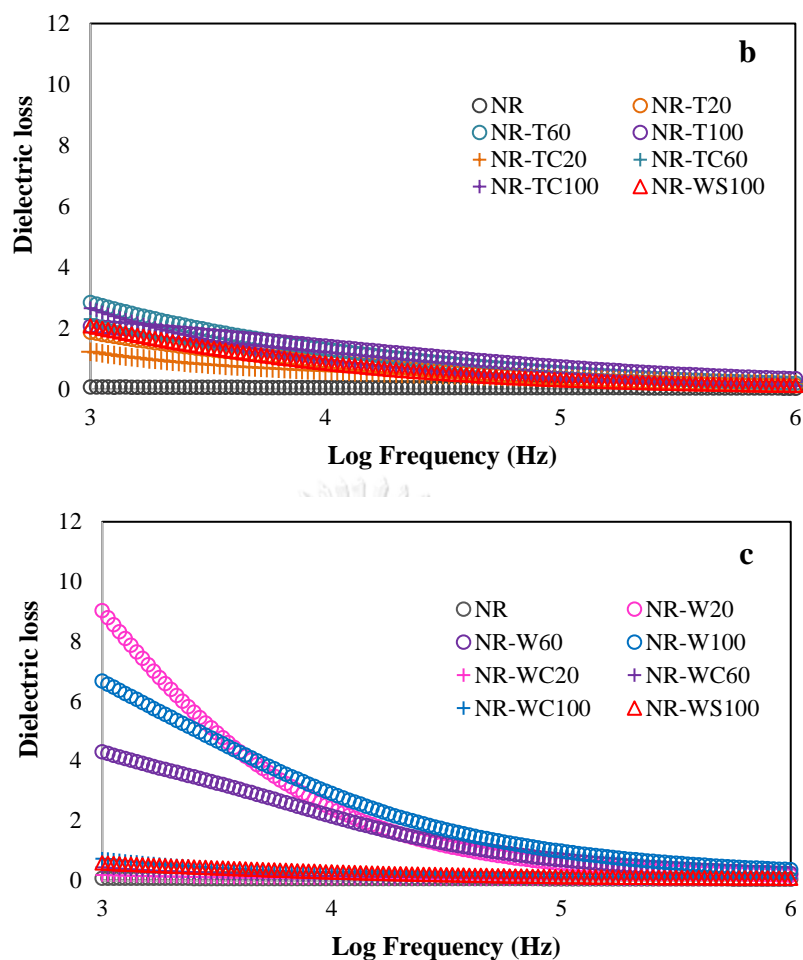 12
b
10
NR NR-T20
8
NR-T60 NR-T100
NR-TC20 NR-TC60
6
NR-TC100 NR-WS100
4
2
0
3 4 5 6
Dielectric loss
Log Frequency (Hz)
12
c
10
NR NR-W20
8
NR-W60 NR-W100
NR-WC20 NR-WC60
6
NR-WC100 NR-WS100
4
2
0
3 4 5 6
Dielectric loss
Log Frequency (Hz)